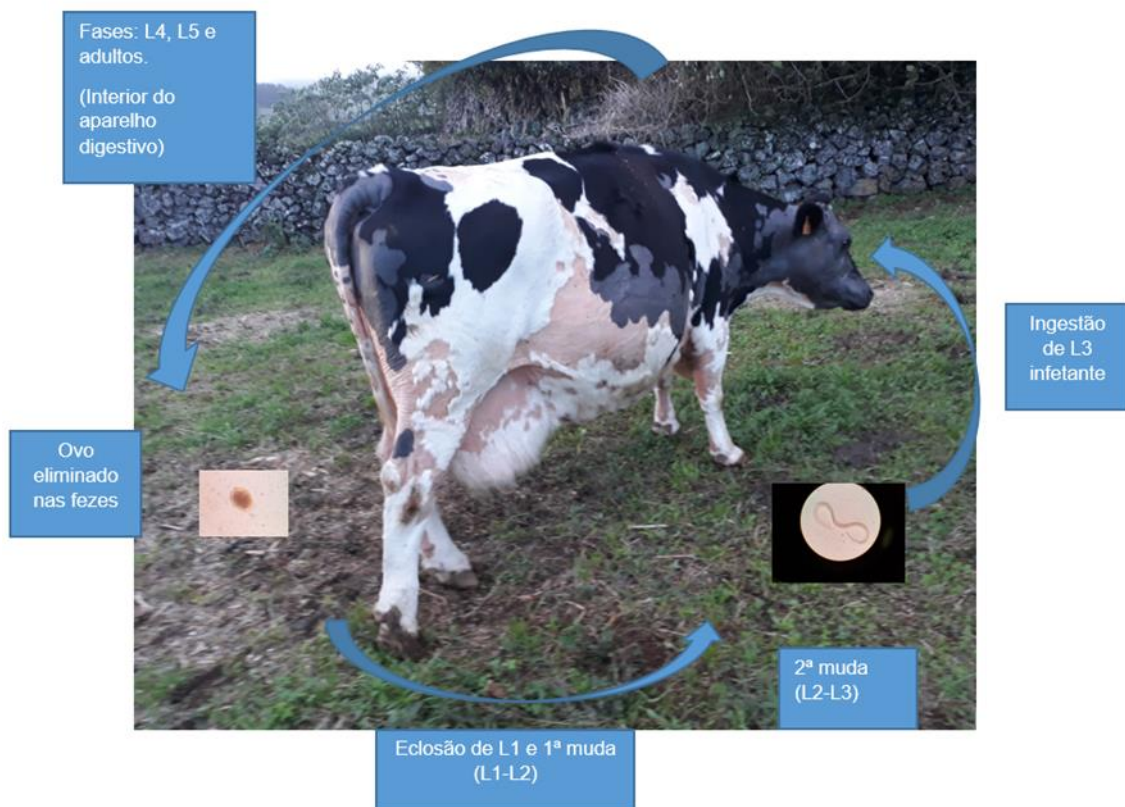 Fases: L4, L5 e
adultos.
(Interior do
aparelho
digestivo)
Ingestão
de L3
infetante
Ovo
eliminado
nas fezes
2ª muda
(L2-L3)
Eclosão de L1 e 1ª muda
(L1-L2)